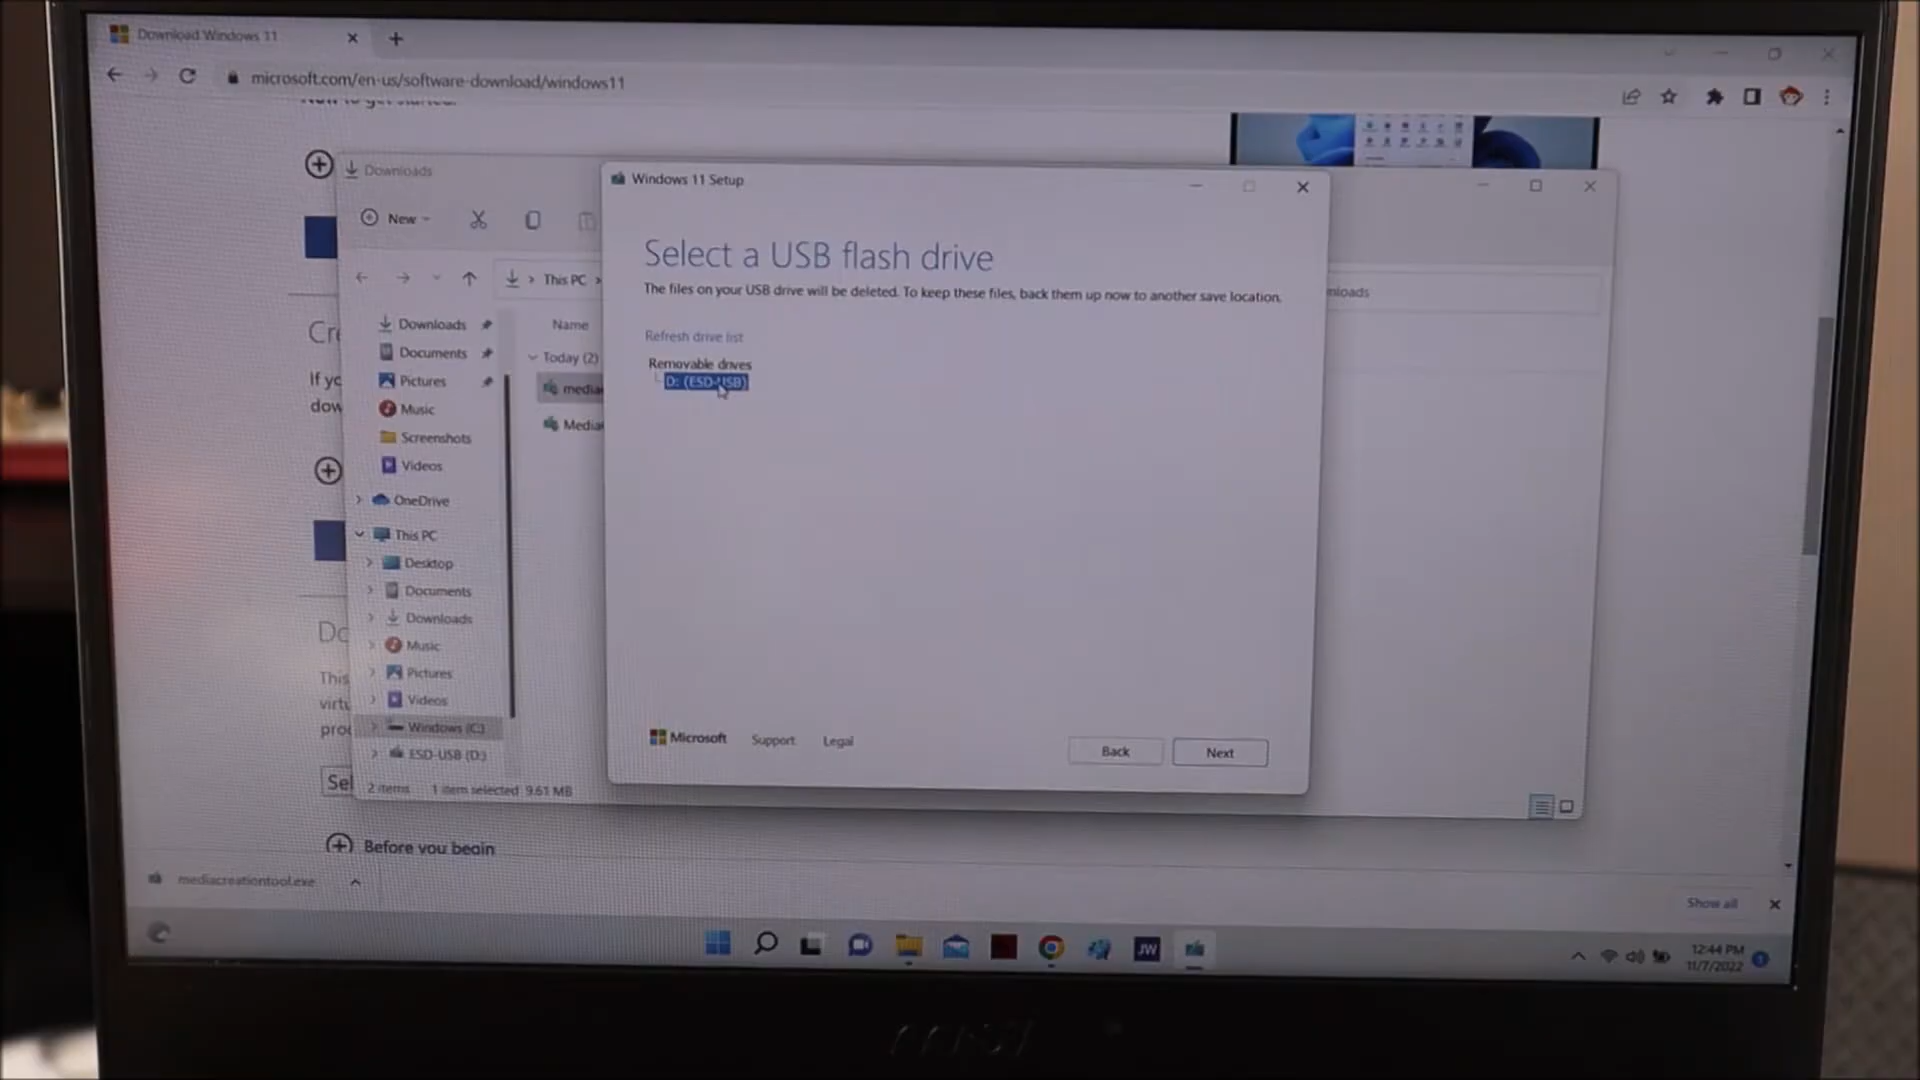 Download Windows 11
microsoft.com/en-us/software-download/windows11
Downloads
New
This PC
nloads
Name
Today (2)
media
Media
Downloads
Documents
Pictures
Music
Screenshots
Videos
OneDrive
This PC
Desktop
Documents
Downloads
Music
Pictures
Videos
Windows (C:)
ESD-USB (D:)
2 items 1 item selected 9.61 MB
Windows 11 Setup
Select a USB flash drive
The files on your USB drive will be deleted. To keep these files, back them up now to another save location.
Refresh drive list
Removable drives
D: (ESD-USB)
Microsoft Support Legal
Back Next
Cre
If yo
dow
Do
This
virtu
proc
Sel
Before you begin
mediacreationtool.exe
Show all
JW
12:44 PM
11/7/2022